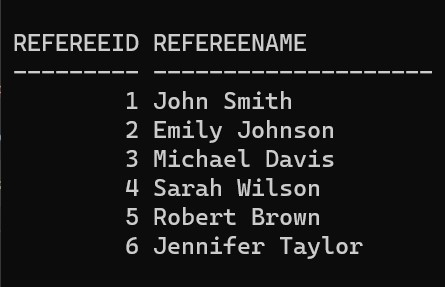 REFEREEID REFEREENAME
--------- --------------------
1 John Smith
2 Emily Johnson
3 Michael Davis
4 Sarah Wilson
5 Robert Brown
6 Jennifer Taylor